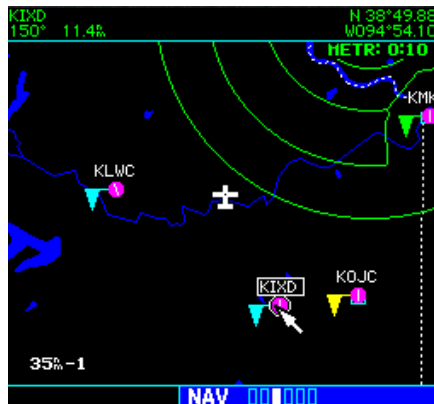 KIXD N 38°49.88
150° 11.4nm W094°54.10
METR: 0:10
KMK
KLWC
KIXD KOJC
35nm-1
NAV